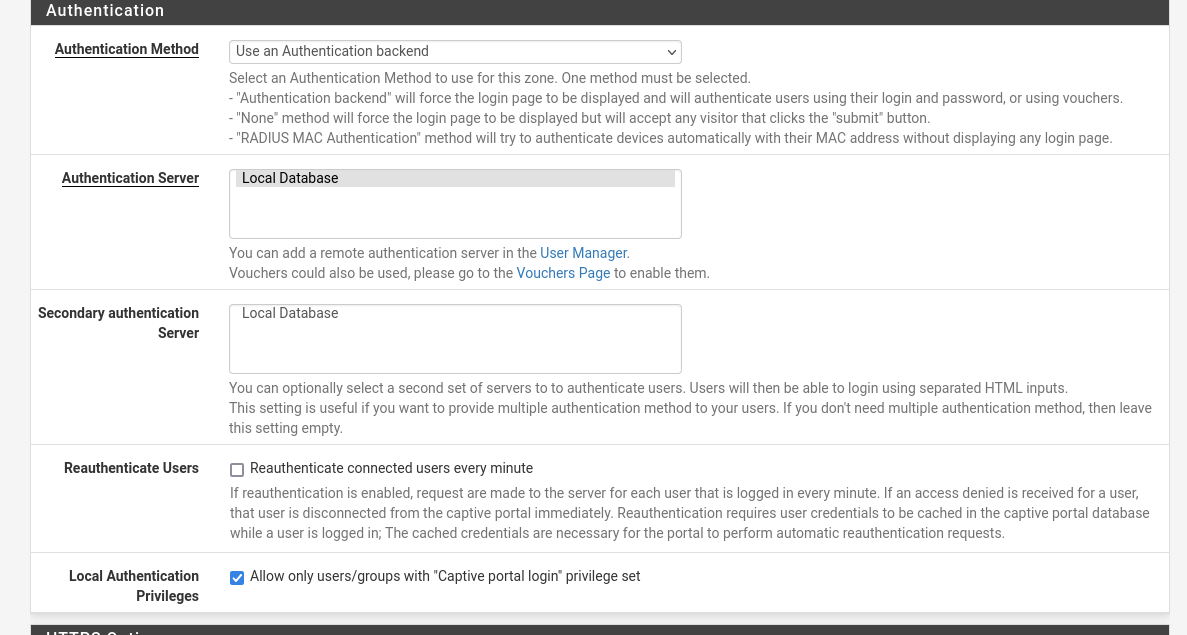 Authentication
Authentication Method
Use an Authentication backend
Select an Authentication Method to use for this zone. One method must be selected.
- "Authentication backend" will force the login page to be displayed and will authenticate users using their login and password, or using vouchers.
- "None" method will force the login page to be displayed but will accept any visitor that clicks the "submit" button.
- "RADIUS MAC Authentication" method will try to authenticate devices automatically with their MAC address without displaying any login page.
Authentication Server
Local Database
You can add a remote authentication server in the User Manager.
Vouchers could also be used, please go to the Vouchers Page to enable them.
Secondary authentication
Server
Local Database
You can optionally select a second set of servers to to authenticate users. Users will then be able to login using separated HTML inputs.
This setting is useful if you want to provide multiple authentication method to your users. If you don't need multiple authentication method, then leave
this setting empty.
Reauthenticate Users
Reauthenticate connected users every minute
If reauthentication is enabled, request are made to the server for each user that is logged in every minute. If an access denied is received for a user,
that user is disconnected from the captive portal immediately. Reauthentication requires user credentials to be cached in the captive portal database
while a user is logged in; The cached credentials are necessary for the portal to perform automatic reauthentication requests.
Local Authentication
Privileges
Allow only users/groups with "Captive portal login" privilege set